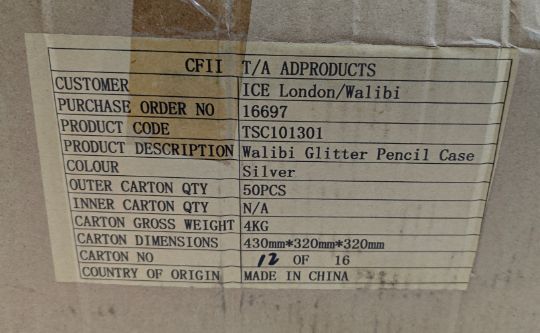 CFII T/A ADPRODUCTS
CUSTOMER ICE London/Walibi
PURCHASE ORDER NO 16697
PRODUCT CODE TSC101301
PRODUCT DESCRIPTION Walibi Glitter Pencil Case
COLOUR Silver
OUTER CARTON QTY 50PCS
INNER CARTON QTY N/A
CARTON GROSS WEIGHT 4KG
CARTON DIMENSIONS 430mm*320mm*320mm
CARTON NO 12 OF 16
COUNTRY OF ORIGIN MADE IN CHINA